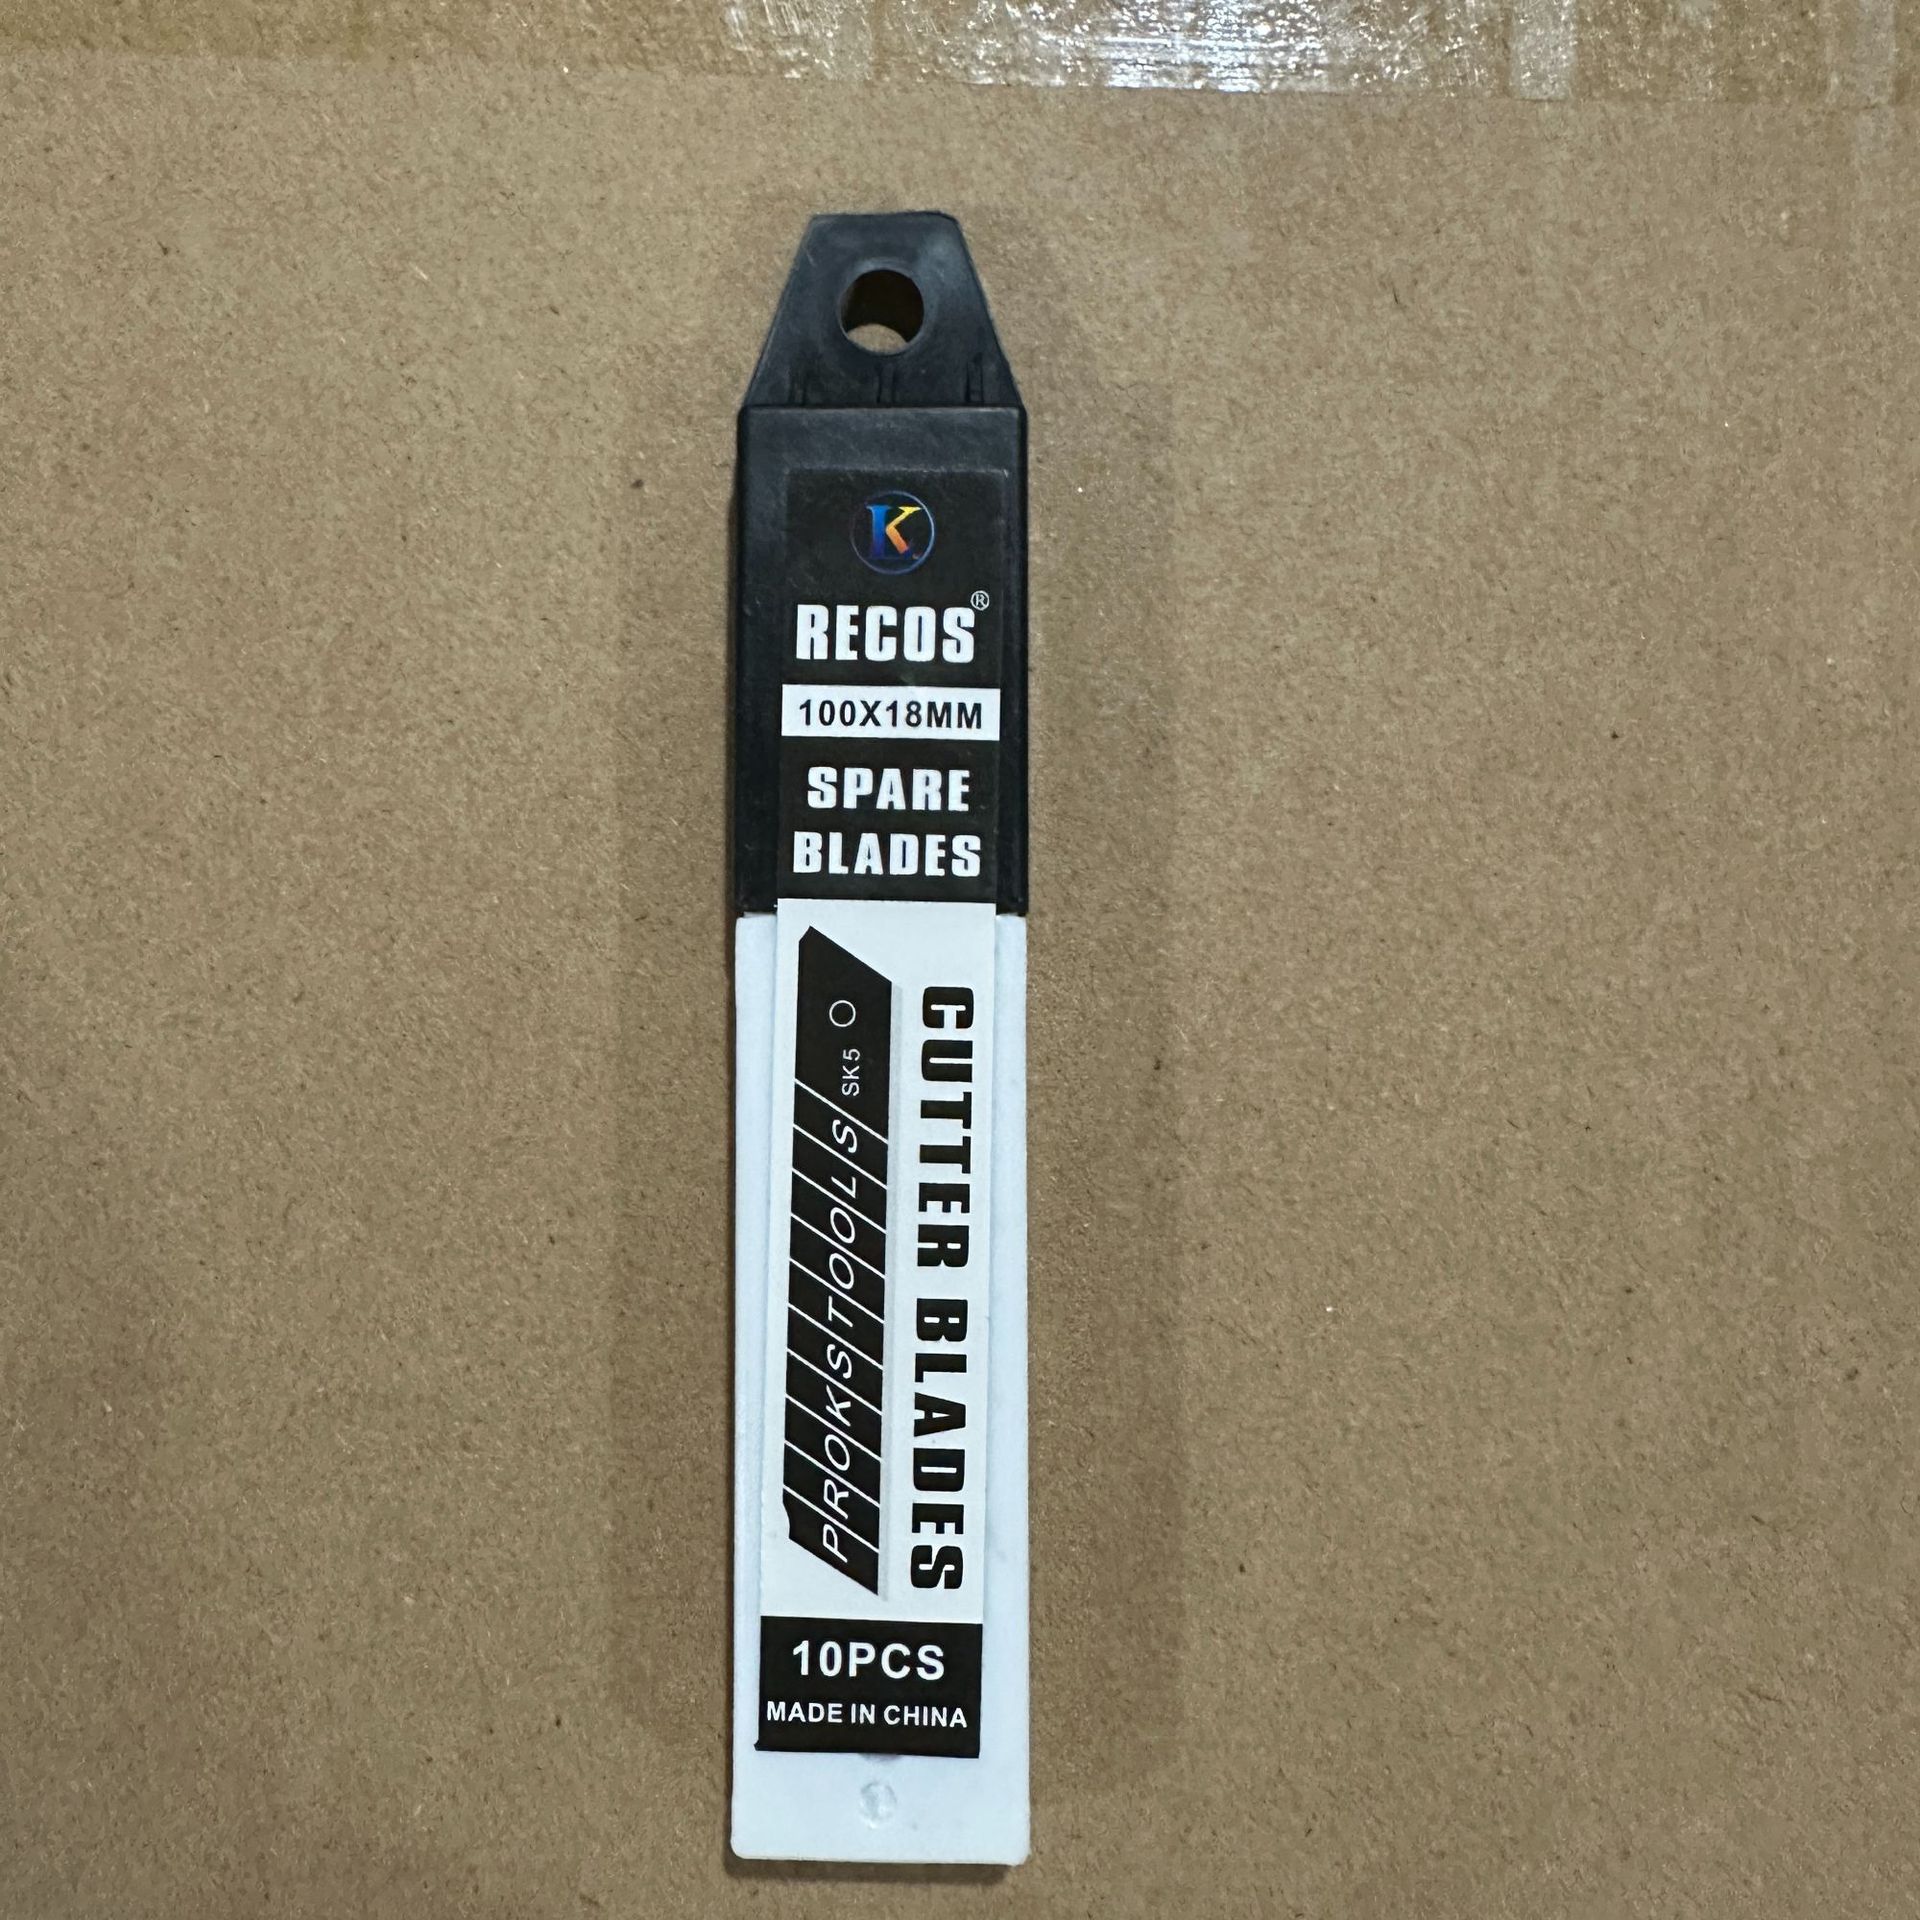 K
RECOS®
100X18MM
SPARE
BLADES
CUTTER BLADES
PROKSTOOLS
SK5
10PCS
MADE IN CHINA